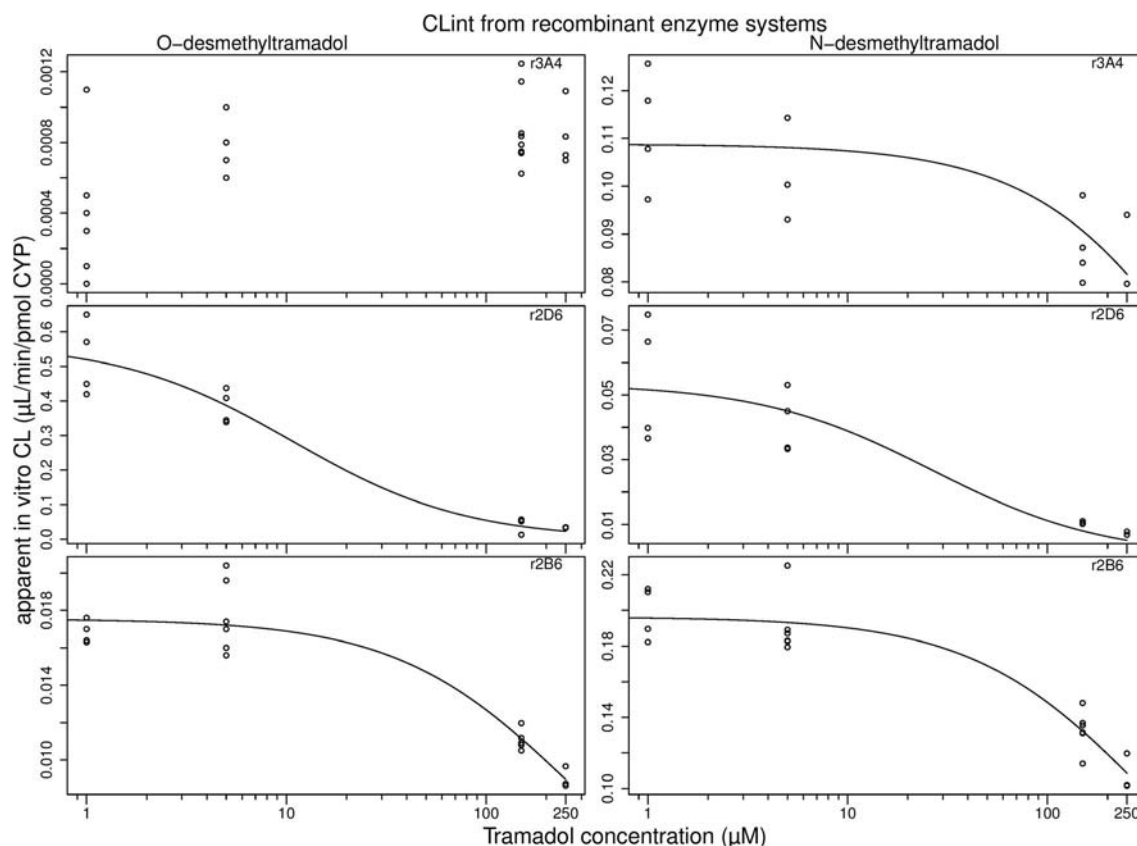 CLint from recombinant enzyme systems
O−desmethyltramadol
N−desmethyltramadol
apparent in vitro CL (µL/min/pmol CYP)
r3A4
0.0012
0.0008
0.0004
0.0000
r3A4
0.12
0.11
0.10
0.09
0.08
r2D6
0.6
0.5
0.4
0.3
0.2
0.1
0.0
r2D6
0.07
0.05
0.03
0.01
r2B6
0.018
0.014
0.010
r2B6
0.22
0.18
0.14
0.10
1 10 100 250
1 10 100 250
Tramadol concentration (µM)